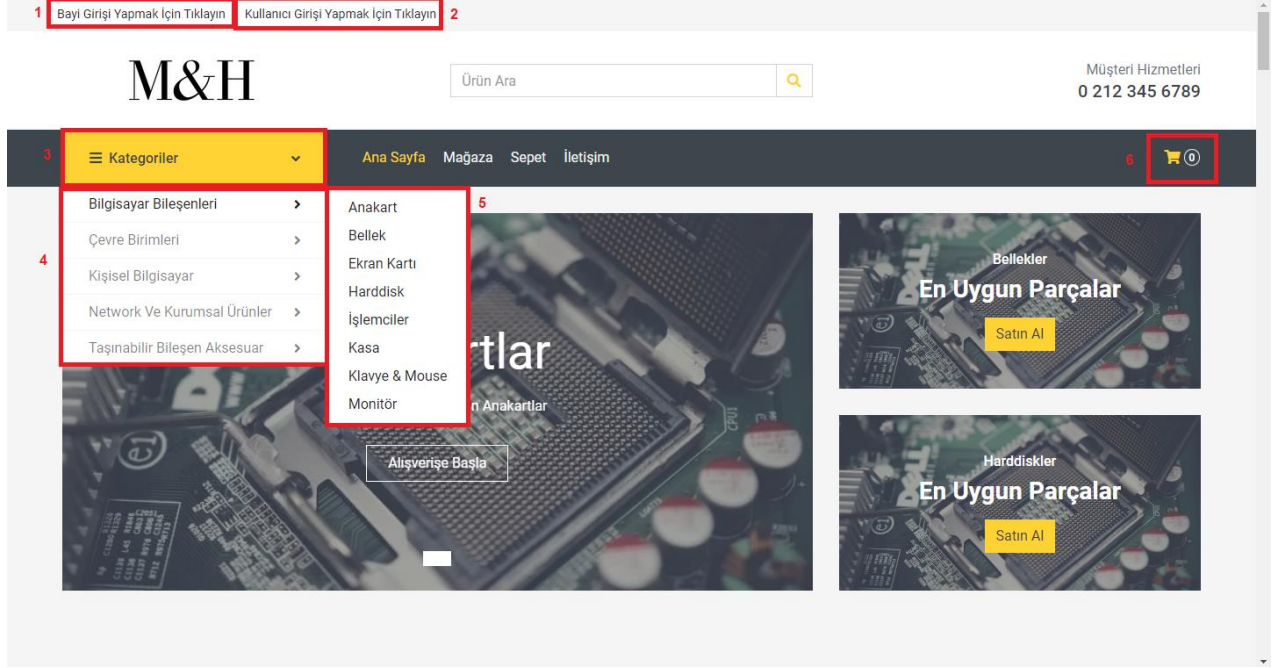 1 Bayi Girişi Yapmak İçin Tıklayın Kullanıcı Girişi Yapmak İçin Tıklayın 2
M&H
Ürün Ara
Müşteri Hizmetleri
0 212 345 6789
3 Kategoriler
Ana Sayfa Mağaza Sepet İletişim
6 0
4
Bilgisayar Bileşenleri
Çevre Birimleri
Kişisel Bilgisayar
Network Ve Kurumsal Ürünler
Taşınabilir Bileşen Aksesuar
5
Anakart
Bellek
Ekran Kartı
Harddisk
İşlemciler
Kasa
Klavye & Mouse
Monitör
rtlar
n Anakartlar
Alışverişe Başla
Bellekler
En Uygun Parçalar
Satın Al
Harddiskler
En Uygun Parçalar
Satın Al